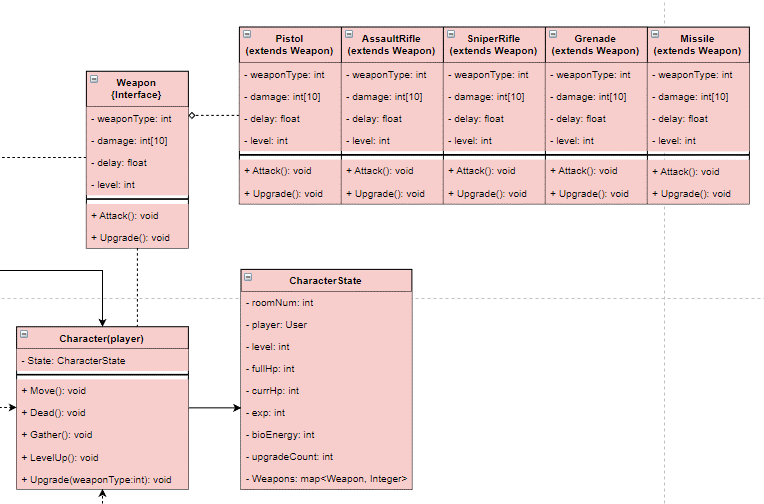 Weapon
{Interface}
- weaponType: int
- damage: int[10]
- delay: float
- level: int
+ Attack(): void
+ Upgrade(): void
Pistol
(extends Weapon)
- weaponType: int
- damage: int[10]
- delay: float
- level: int
+ Attack(): void
+ Upgrade(): void
AssaultRifle
(extends Weapon)
- weaponType: int
- damage: int[10]
- delay: float
- level: int
+ Attack(): void
+ Upgrade(): void
SniperRifle
(extends Weapon)
- weaponType: int
- damage: int[10]
- delay: float
- level: int
+ Attack(): void
+ Upgrade(): void
Grenade
(extends Weapon)
- weaponType: int
- damage: int[10]
- delay: float
- level: int
+ Attack(): void
+ Upgrade(): void
Missile
(extends Weapon)
- weaponType: int
- damage: int[10]
- delay: float
- level: int
+ Attack(): void
+ Upgrade(): void
Character(player)
- State: CharacterState
+ Move(): void
+ Dead(): void
+ Gather(): void
+ LevelUp(): void
+ Upgrade(weaponType:int): void
CharacterState
- roomNum: int
- player: User
- level: int
- fullHp: int
- currHp: int
- exp: int
- bioEnergy: int
- upgradeCount: int
- Weapons: map<Weapon, Integer>